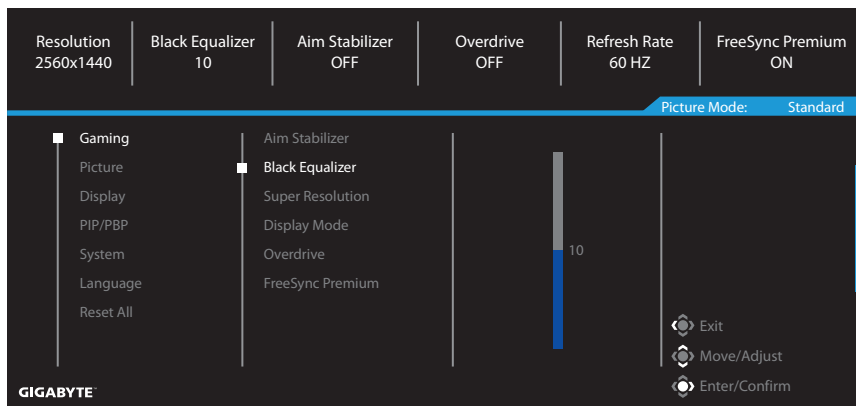 Resolution
2560x1440
Black Equalizer
10
Aim Stabilizer
OFF
Overdrive
OFF
Refresh Rate
60 HZ
FreeSync Premium
ON
Picture Mode: Standard
Gaming
Picture
Display
PIP/PBP
System
Language
Reset All
Aim Stabilizer
Black Equalizer
Super Resolution
Display Mode
Overdrive
FreeSync Premium
10
Exit
Move/Adjust
Enter/Confirm
GIGABYTE™